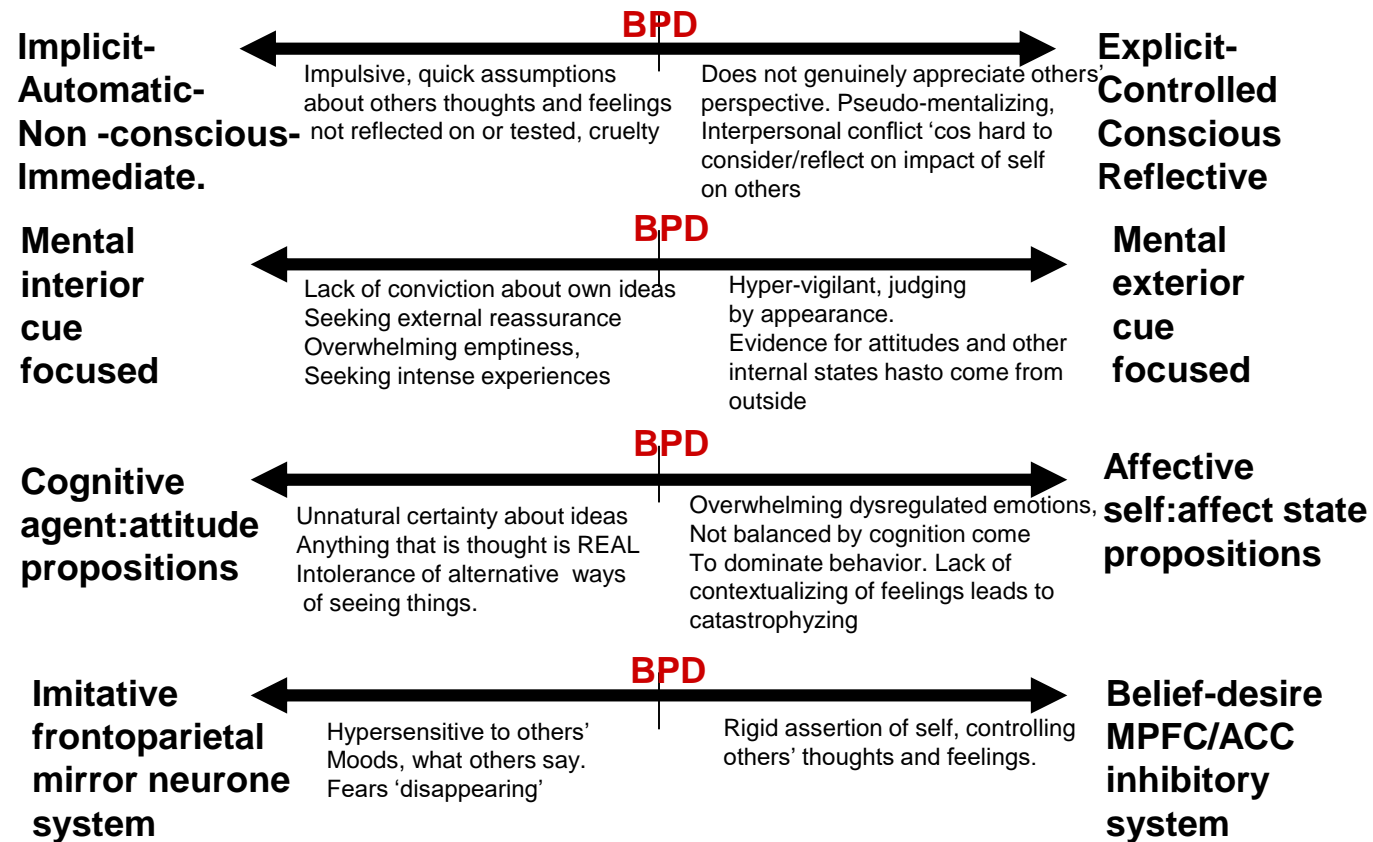 BPD
Implicit-
Automatic-
Non -conscious-
Immediate.
Impulsive, quick assumptions
about others thoughts and feelings
not reflected on or tested, cruelty
Does not genuinely appreciate others’
perspective. Pseudo-mentalizing,
Interpersonal conflict ‘cos hard to
consider/reflect on impact of self
on others
Explicit-
Controlled
Conscious
Reflective
BPD
Mental
interior
cue
focused
Lack of conviction about own ideas
Seeking external reassurance
Overwhelming emptiness,
Seeking intense experiences
Hyper-vigilant, judging
by appearance.
Evidence for attitudes and other
internal states hasto come from
outside
Mental
exterior
cue
focused
BPD
Cognitive
agent:attitude
propositions
Unnatural certainty about ideas
Anything that is thought is REAL
Intolerance of alternative ways
of seeing things.
Overwhelming dysregulated emotions,
Not balanced by cognition come
To dominate behavior. Lack of
contextualizing of feelings leads to
catastrophyzing
Affective
self:affect state
propositions
BPD
Imitative
frontoparietal
mirror neurone
system
Hypersensitive to others’
Moods, what others say.
Fears ‘disappearing’
Rigid assertion of self, controlling
others’ thoughts and feelings.
Belief-desire
MPFC/ACC
inhibitory
system